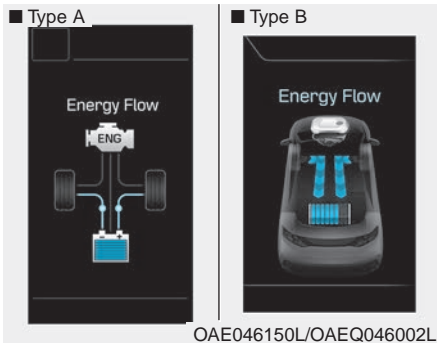 ■ Type A
■ Type B
Energy Flow
ENG
Energy Flow
OAE046150L/OAEQ046002L